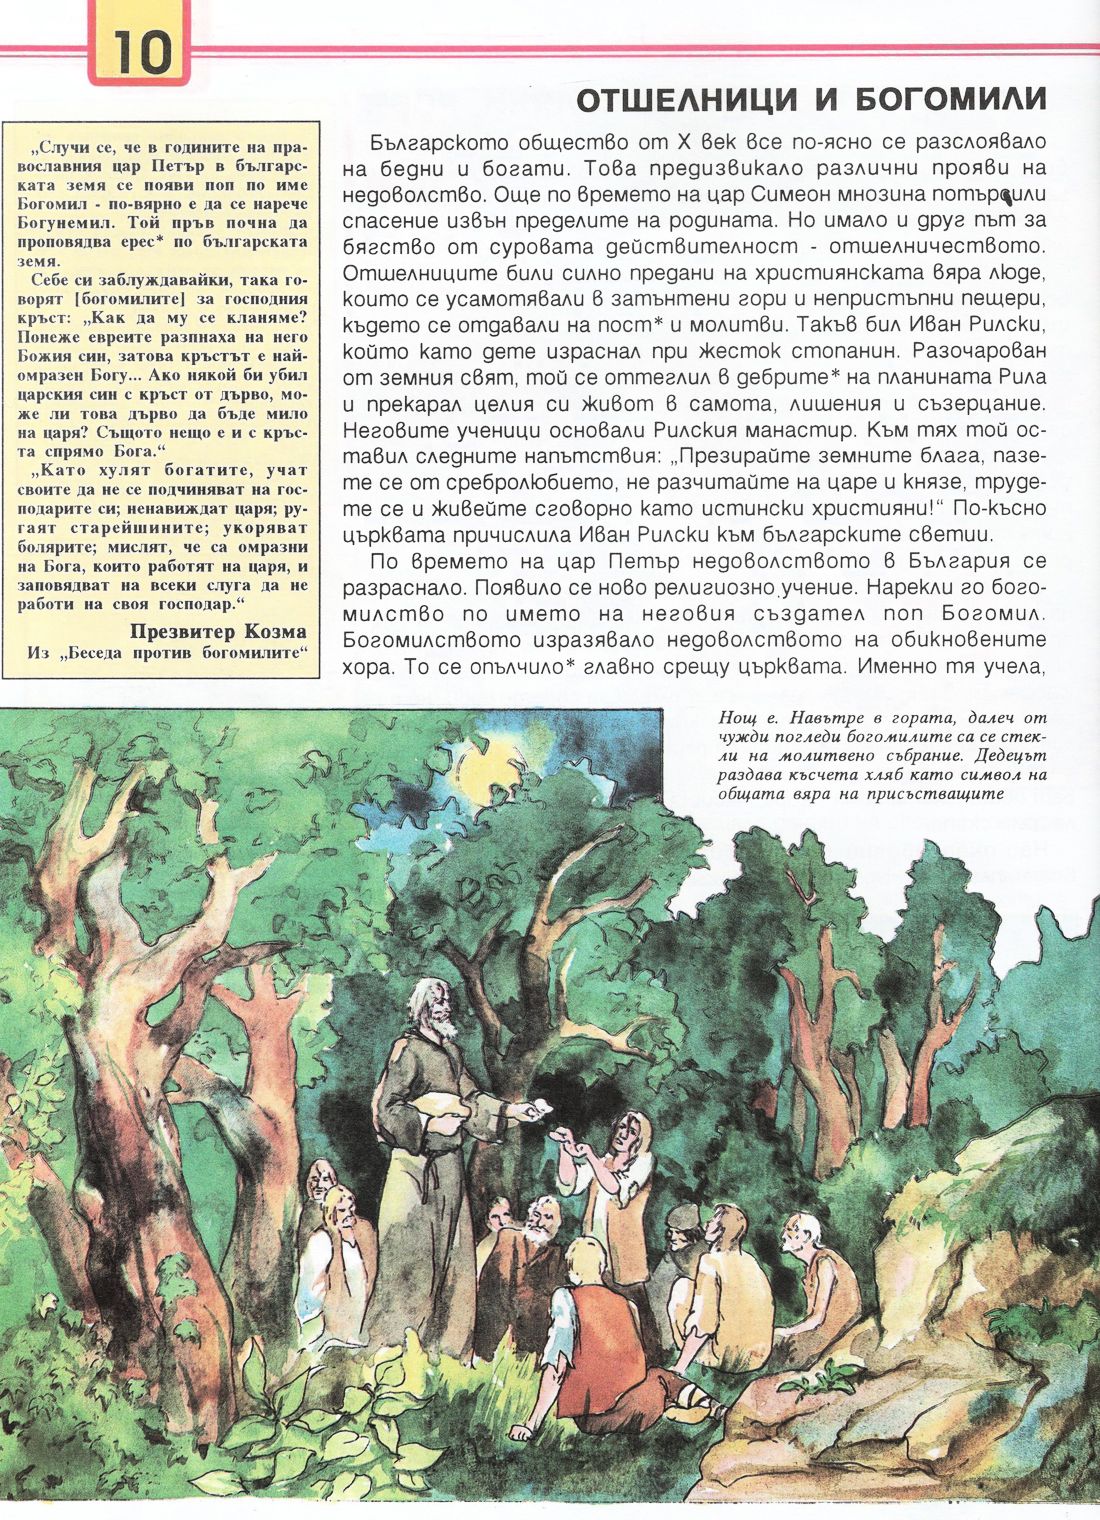 10
ОТШЕЛНИЦИ И БОГОМИЛИ
„Случи се, че в годините на пра-
вославния цар Петър в българс-
ката земя се появи поп по име
Богомил - по-вярно е да се нарече
Богунемил. Той пръв почна да
проповядва ерес* по българската
земя.
Себе си заблуждавайки, така го-
ворят [богомилите] за господния
кръст: „Как да му се кланяме?
Понеже евреите разпнаха на него
Божия син, затова кръстът е най-
омразен Богу... Ако някой би убил
царския син с кръст от дърво, мо-
же ли това дърво да бъде мило
на царя? Същото нещо е и с кръс-
та спрямо Бога.“
„Като хулят богатите, учат
своите да не се подчиняват на гос-
подарите си; ненавиждат царя; ру-
гаят старейшините; укоряват
болярите; мислят, че са омразни
на Бога, които работят на царя, и
заповядват на всеки слуга да не
работи на своя господар.“
Презвитер Козма
Из „Беседа против богомилите“
Българското общество от X век все по-ясно се разслоявало
на бедни и богати. Това предизвикало различни прояви на
недоволство. Още по времето на цар Симеон мнозина потърсили
спасение извън пределите на родината. Но имало и друг път за
бягство от суровата действителност - отшелничеството.
Отшелниците били силно предани на християнската вяра люде,
които се усамотявали в затънтени гори и непристъпни пещери,
където се отдавали на пост* и молитви. Такъв бил Иван Рилски,
който като дете израснал при жесток стопанин. Разочарован
от земния свят, той се оттеглил в дебрите* на планината Рила
и прекарал целия си живот в самота, лишения и съзерцание.
Неговите ученици основали Рилския манастир. Към тях той ос-
тавил следните напътствия: „Презирайте земните блага, пазе-
те се от сребролюбието, не разчитайте на царе и князе, труде-
те се и живейте сговорно като истински християни!“ По-късно
църквата причислила Иван Рилски към българските светии.
По времето на цар Петър недоволството в България се
разраснало. Появило се ново религиозно учение. Нарекли го бого-
милство по името на неговия създател поп Богомил.
Богомилството изразявало недоволството на обикновените
хора. То се опълчило* главно срещу църквата. Именно тя учела,
Нощ е. Навътре в гората, далеч от
чужди погледи богомилите са се стек-
ли на молитвено събрание. Дедецът
раздава късчета хляб като символ на
общата вяра на присъстващите